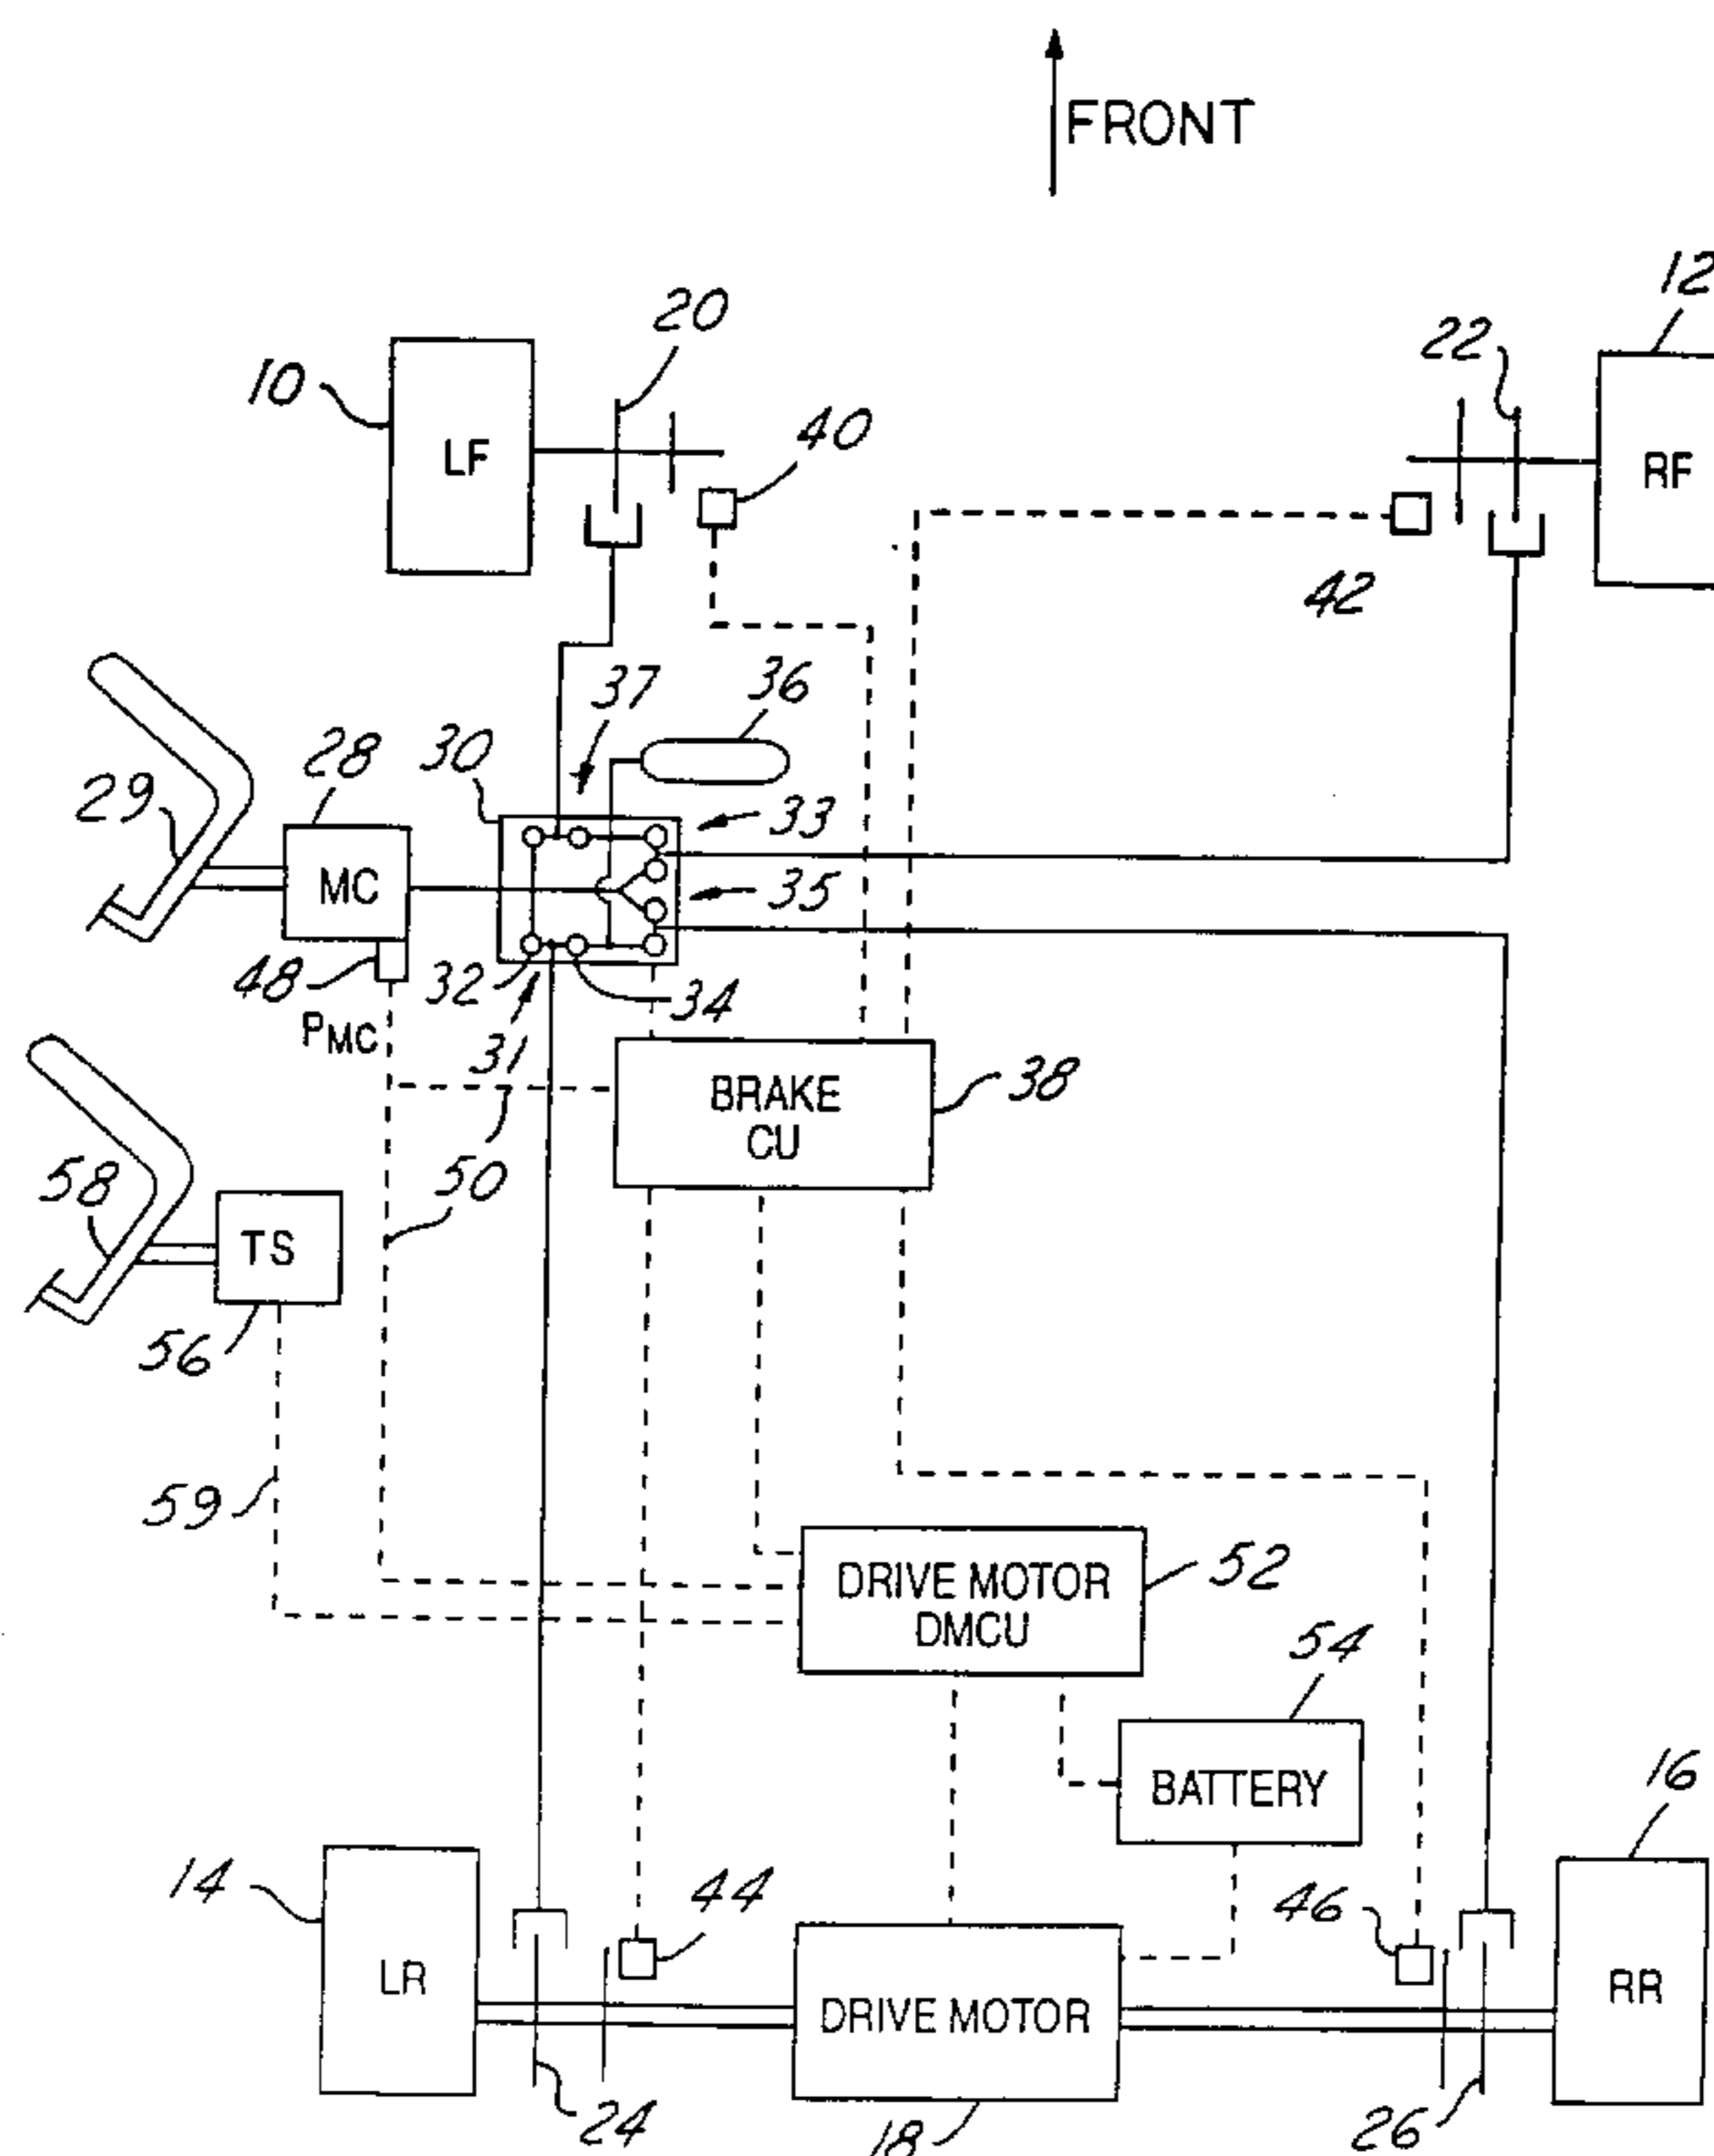 FRONT
12
20
22
10
LF
40
RF
42
37
36
28
30
29
33
MC
35
48
32
34
PMC
31
BRAKE
CU
38
50
58
TS
56
59
DRIVE MOTOR
DMCU
52
54
BATTERY
16
14
44
46
LR
DRIVE MOTOR
RR
24
18
26